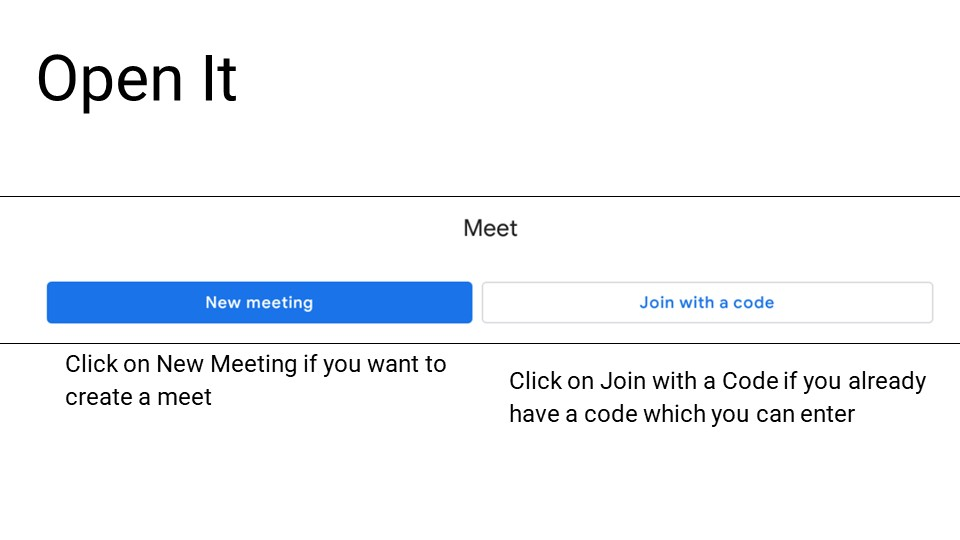 Open It
Meet
New meeting
Join with a code
Click on New Meeting if you want to
create a meet
Click on Join with a Code if you already
have a code which you can enter